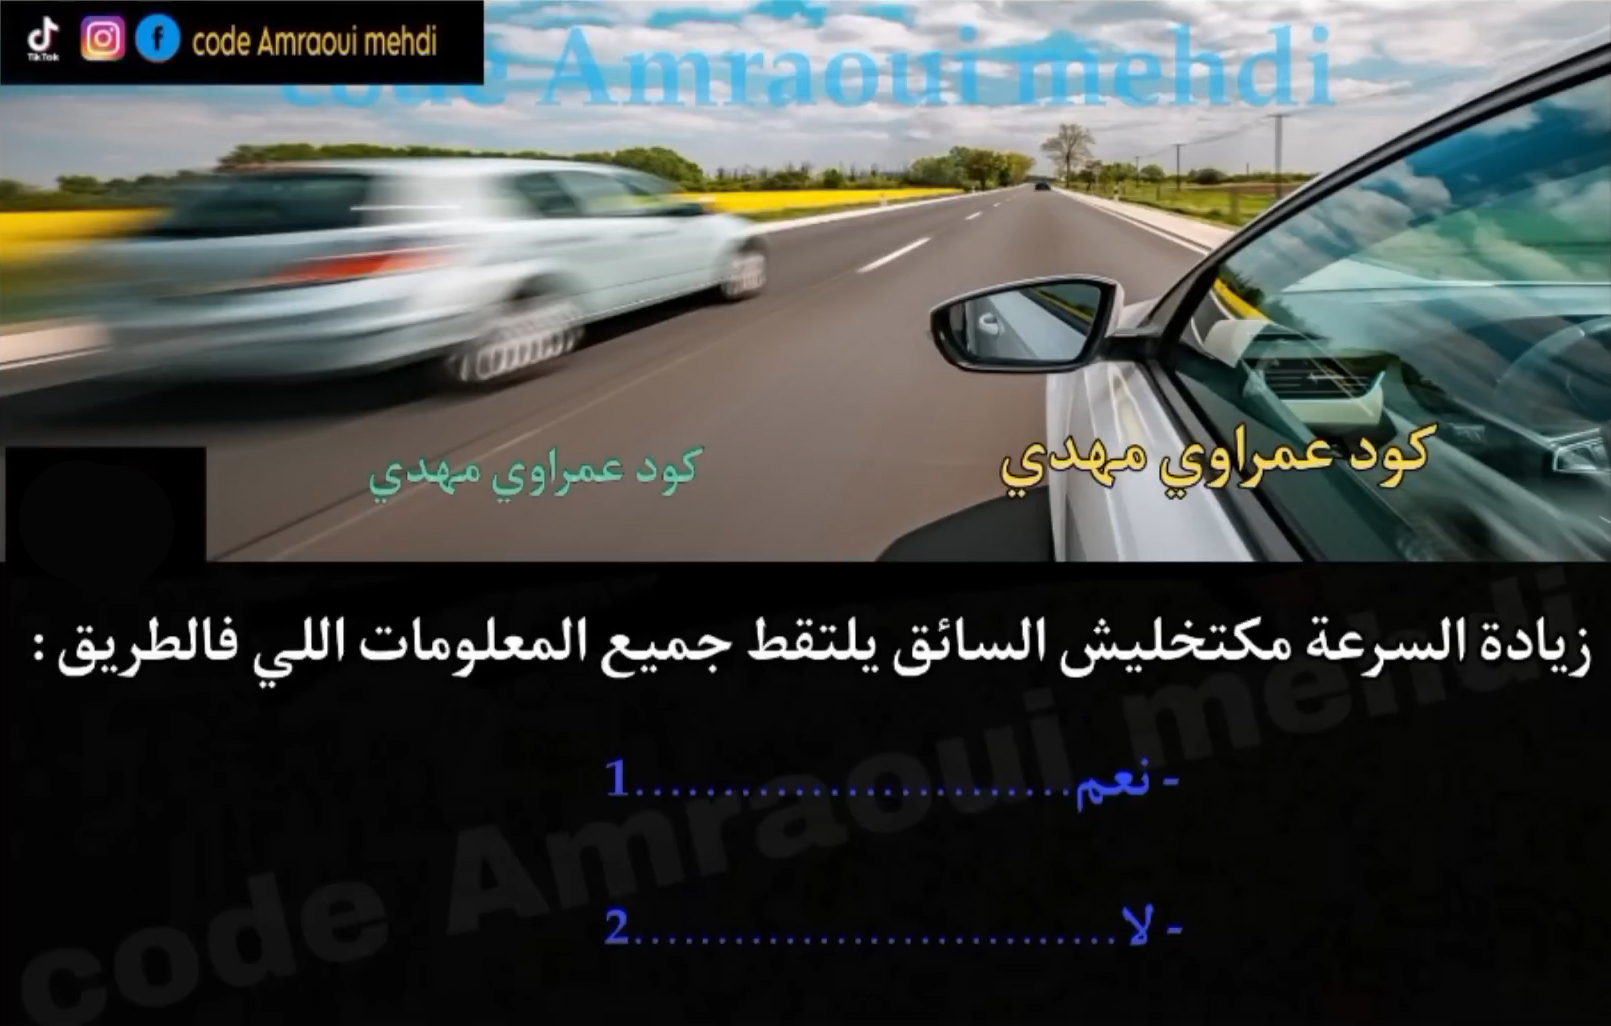 code Amraoui mehdi
code Amraoui mehdi
كود عمراوي مهدي
كود عمراوي مهدي
زيادة السرعة مكتخليش السائق يلتقط جميع المعلومات اللي فالطريق :
- نعم..........................1
- لا.............................2
code Amraoui mehdi